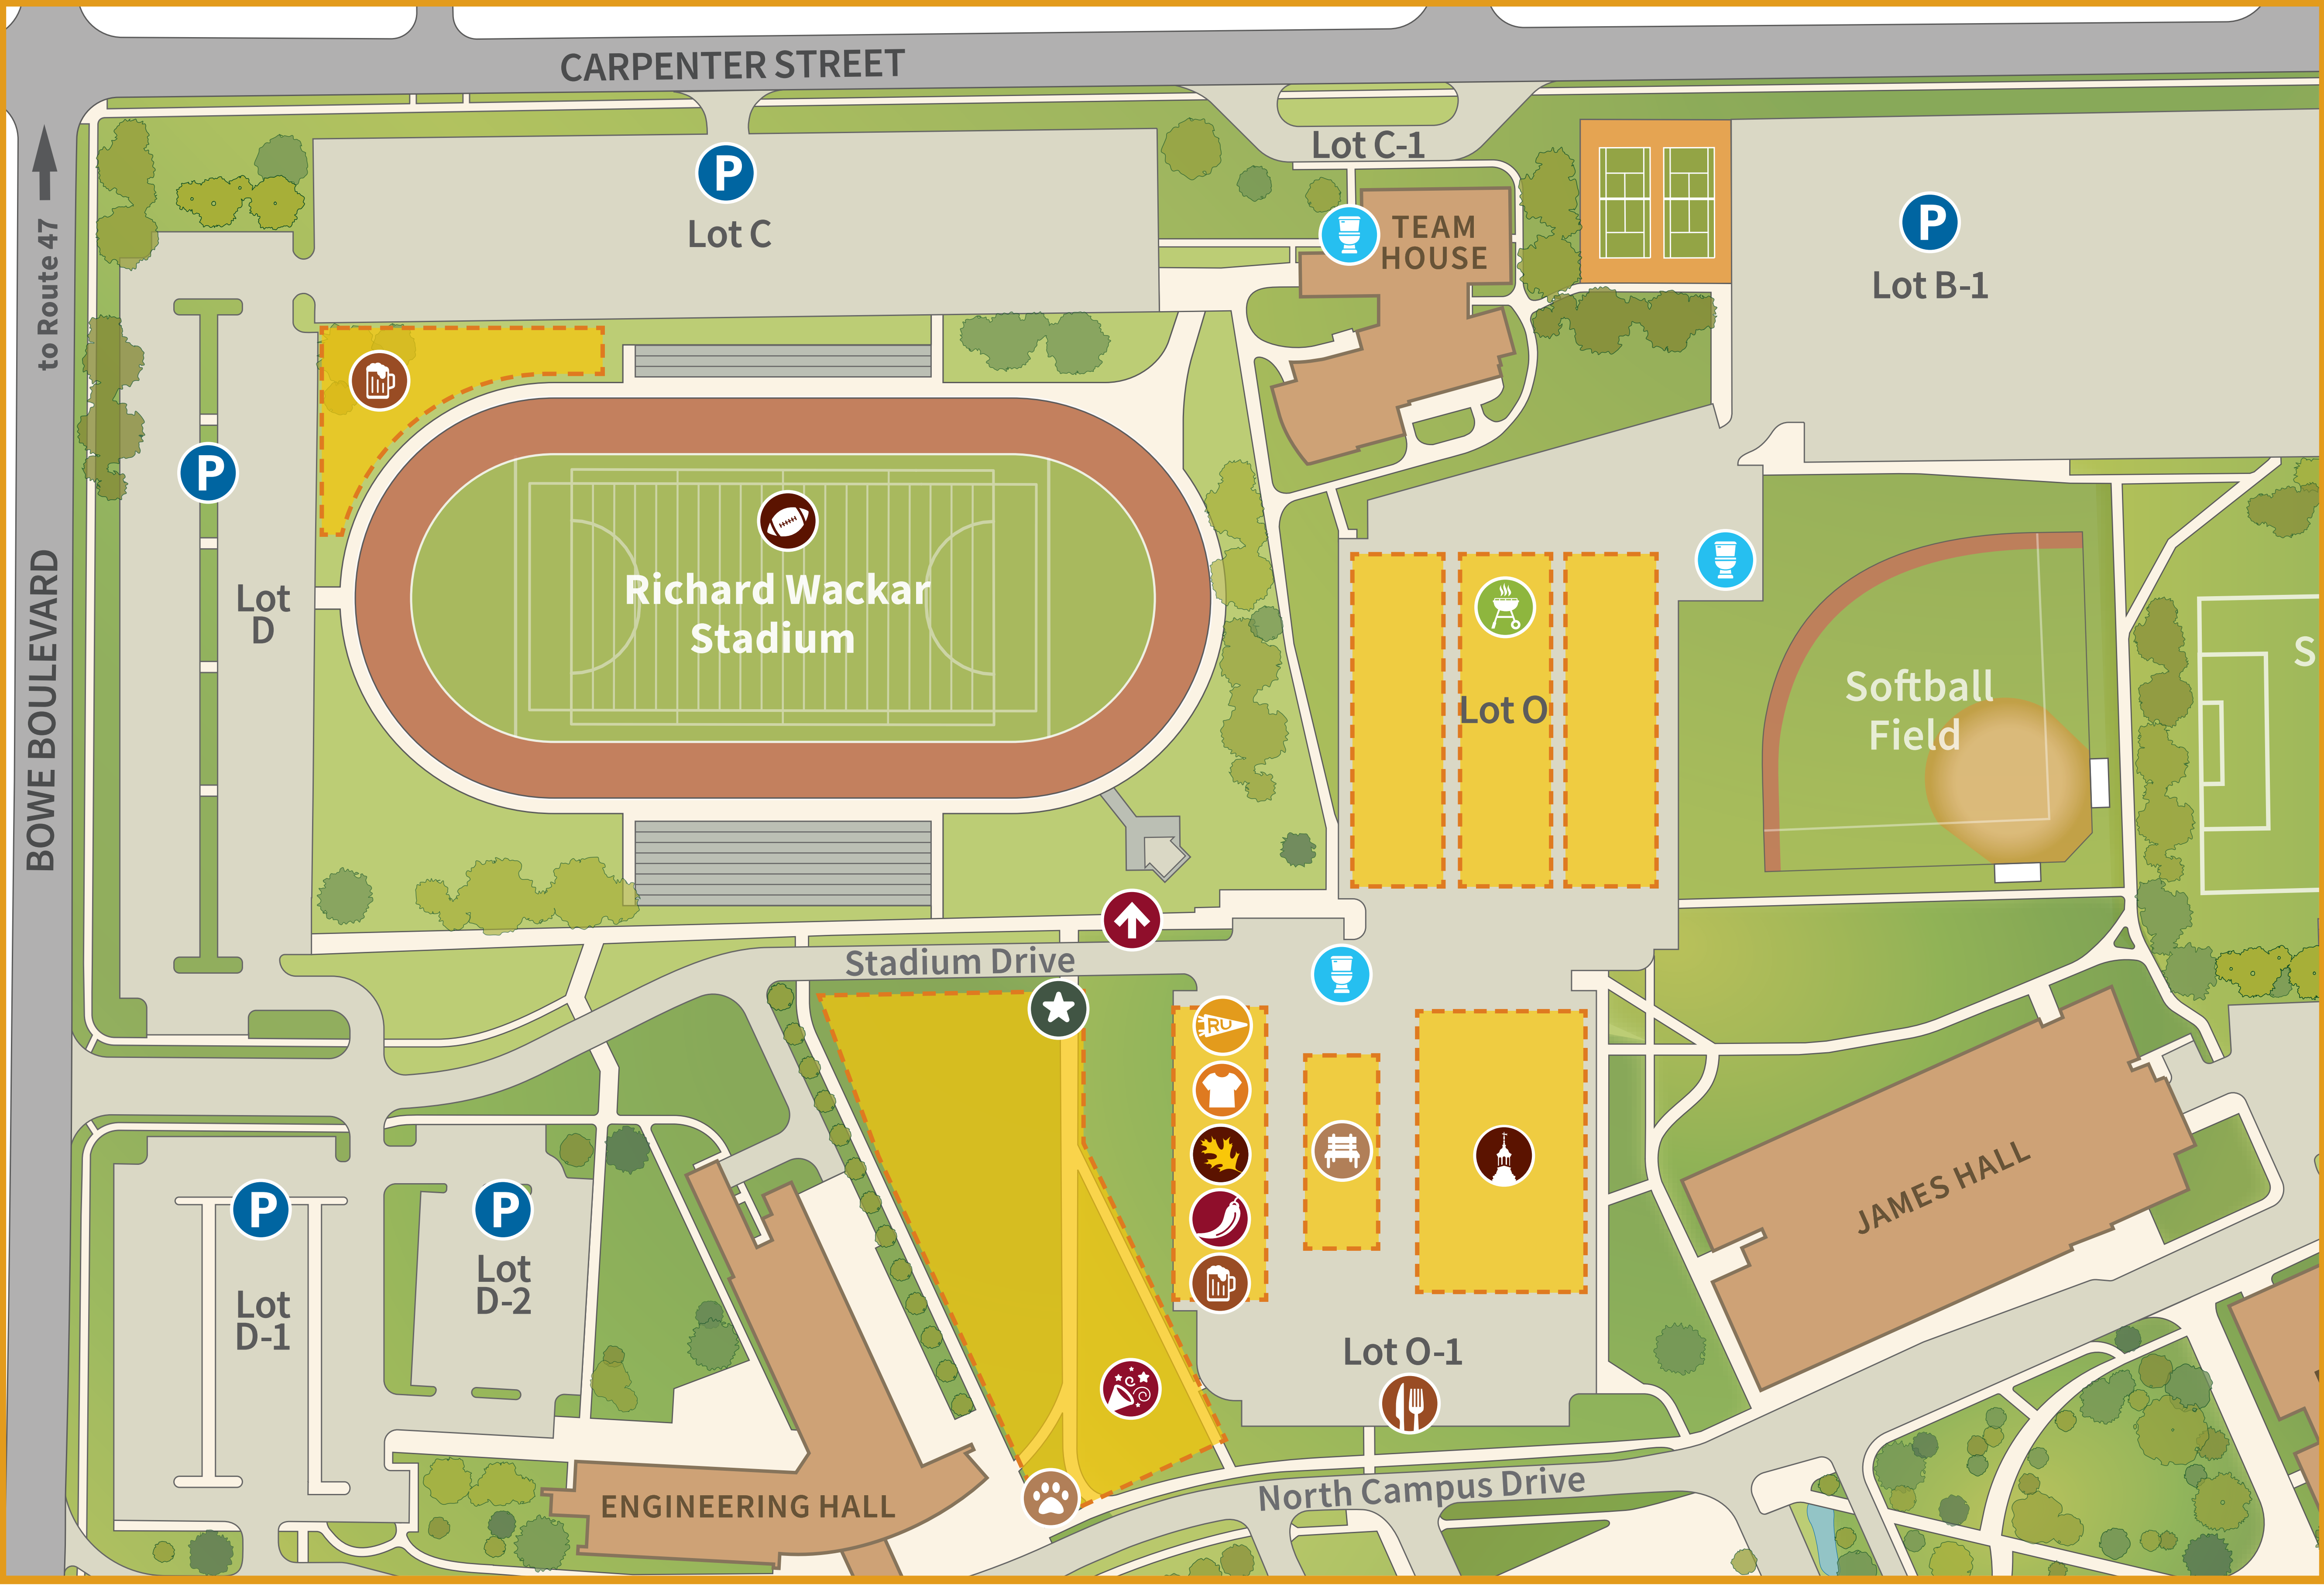 CARPENTER STREET
Lot C-1
P
Lot C
TEAM
HOUSE
P
Lot B-1
to Route 47
P
BOWE BOULEVARD
Lot
D
Richard Wackar
Stadium
Lot O
Softball
Field
S
Stadium Drive
RU
P
Lot
D-1
P
Lot
D-2
JAMES HALL
Lot O-1
ENGINEERING HALL
North Campus Drive